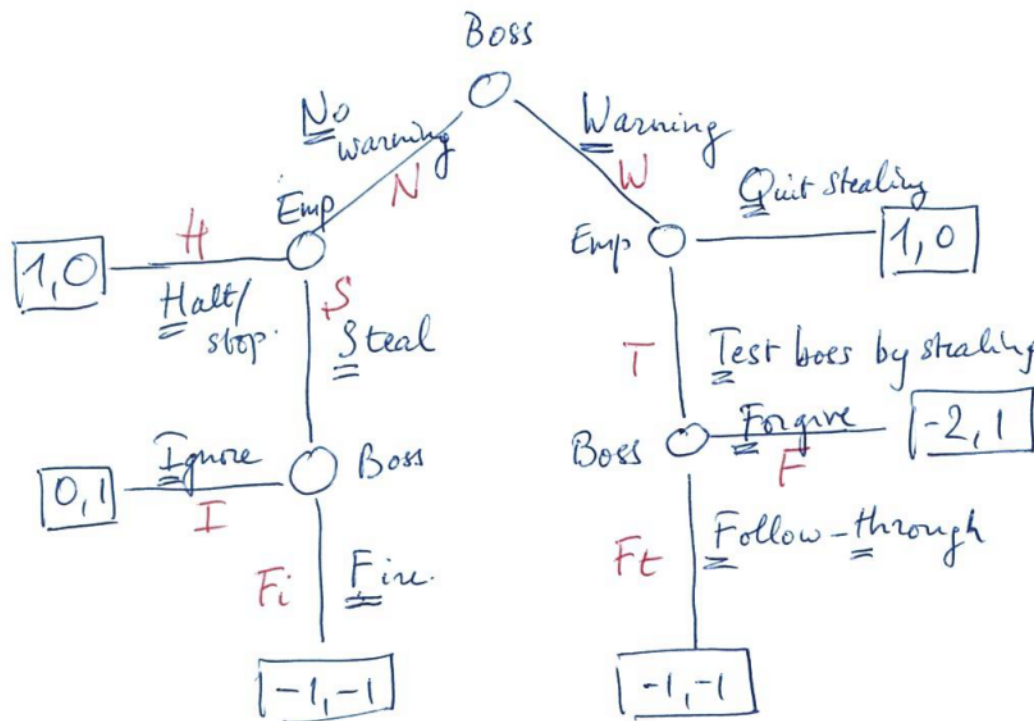 Boss
No
warning
N
Warning
W
Emp
H
Halt/
stop.
1,0
S
Steal
Ignore
I
0,1
Boss
Fi
Fire.
-1,-1
Emp
Quit stealing
1,0
T
Test boss by stealing
Boss
Forgive
F
-2,1
Ft
Follow-through
-1,-1